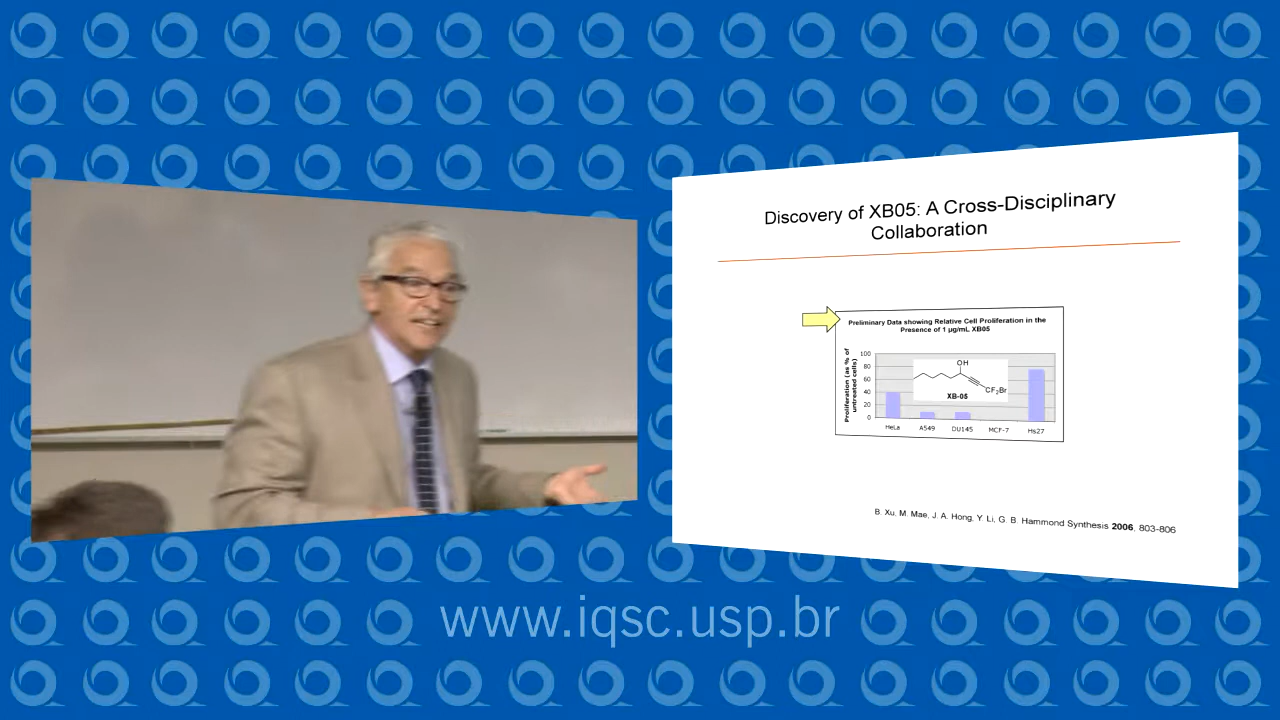 Discovery of XB05: A Cross-Disciplinary
Collaboration
Preliminary Data showing Relative Cell Proliferation in the
Presence of 1 µg/mL XB05
Proliferation (as % of
untreated cells)
100
80
60
40
20
0
OH
CF2Br
XB-05
HeLa A549 DU145 MCF-7 Hs27
B. Xu, M. Mae, J. A. Hong, Y. Li, G. B. Hammond Synthesis 2006, 803-806
www.iqsc.usp.br